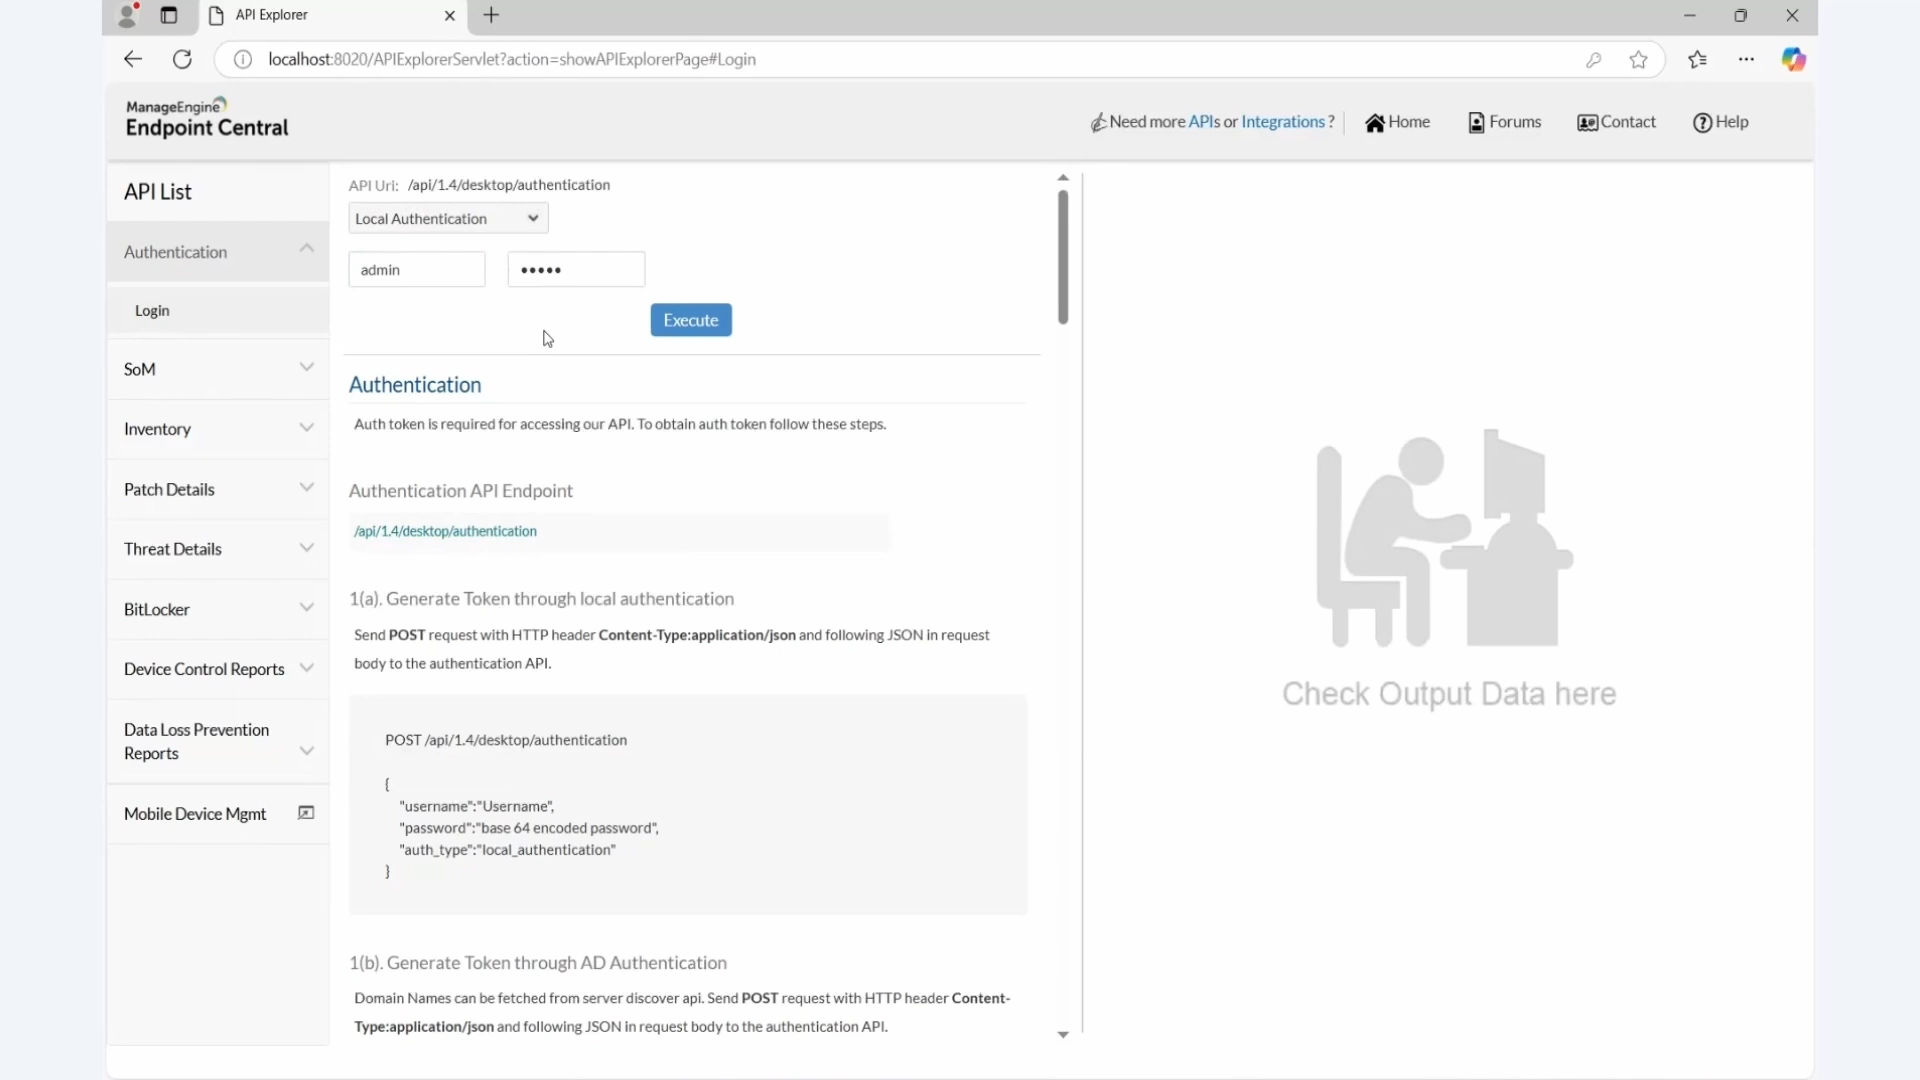 API Explorer
localhost:8020/APIExplorerServlet?action=showAPIExplorerPage#Login
ManageEngine
Endpoint Central
Need more APIs or Integrations ?
Home
Forums
Contact
Help
API List
Authentication
Login
SoM
Inventory
Patch Details
Threat Details
BitLocker
Device Control Reports
Data Loss Prevention
Reports
Mobile Device Mgmt
API Uri: /api/1.4/desktop/authentication
Local Authentication
admin
•••••
Execute
Authentication
Auth token is required for accessing our API. To obtain auth token follow these steps.
Authentication API Endpoint
/api/1.4/desktop/authentication
1(a). Generate Token through local authentication
Send POST request with HTTP header Content-Type:application/json and following JSON in request
body to the authentication API.
POST /api/1.4/desktop/authentication
{
"username":"Username",
"password":"base 64 encoded password",
"auth_type":"local_authentication"
}
1(b). Generate Token through AD Authentication
Domain Names can be fetched from server discover api. Send POST request with HTTP header Content-
Type:application/json and following JSON in request body to the authentication API.
Check Output Data here